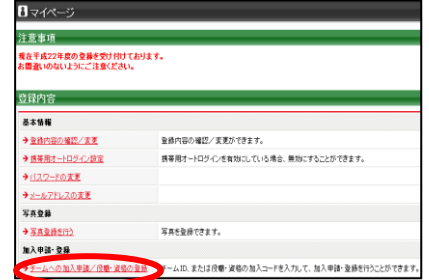 マイページ
注意事項
現在平成22年度の登録を受け付けております。
お間違いのないようにご注意ください。
登録内容
基本情報
登録内容の確認／変更 登録内容の確認／変更ができます。
携帯用オートログイン設定 携帯用オートログインを有効にしている場合、無効にすることができます。
パスワードの変更
メールアドレスの変更
写真登録
写真登録を行う 写真を登録できます。
加入申請・登録
チームへの加入申請／役職・資格の登録 チームID、または役職・資格の加入コードを入力して、加入申請・登録を行うことができます。